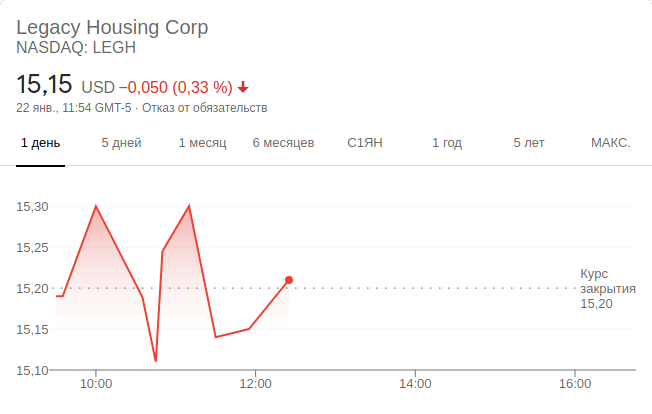 Legacy Housing Corp
NASDAQ: LEGH
15,15 USD −0,050 (0,33 %)
22 янв., 11:54 GMT-5 · Отказ от обязательств
1 день 5 дней 1 месяц 6 месяцев С1ЯН 1 год 5 лет МАКС.
15,30
15,25
15,20
15,15
15,10
Курс
закрытия
15,20
10:00 12:00 14:00 16:00